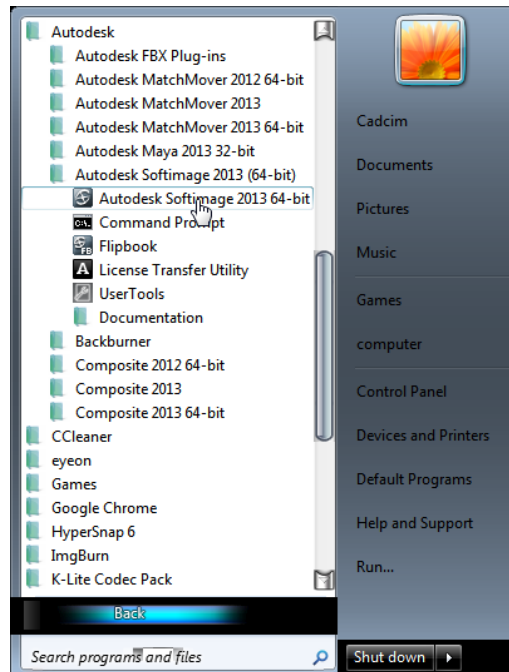 Autodesk
Autodesk FBX Plug-ins
Autodesk MatchMover 2012 64-bit
Autodesk MatchMover 2013
Autodesk MatchMover 2013 64-bit
Autodesk Maya 2013 32-bit
Autodesk Softimage 2013 (64-bit)
Autodesk Softimage 2013 64-bit
Command Prompt
Flipbook
License Transfer Utility
UserTools
Documentation
Backburner
Composite 2012 64-bit
Composite 2013
Composite 2013 64-bit
CCleaner
eyeon
Games
Google Chrome
HyperSnap 6
ImgBurn
K-Lite Codec Pack
Back
Search programs and files
Cadcim
Documents
Pictures
Music
Games
computer
Control Panel
Devices and Printers
Default Programs
Help and Support
Run...
Shut down